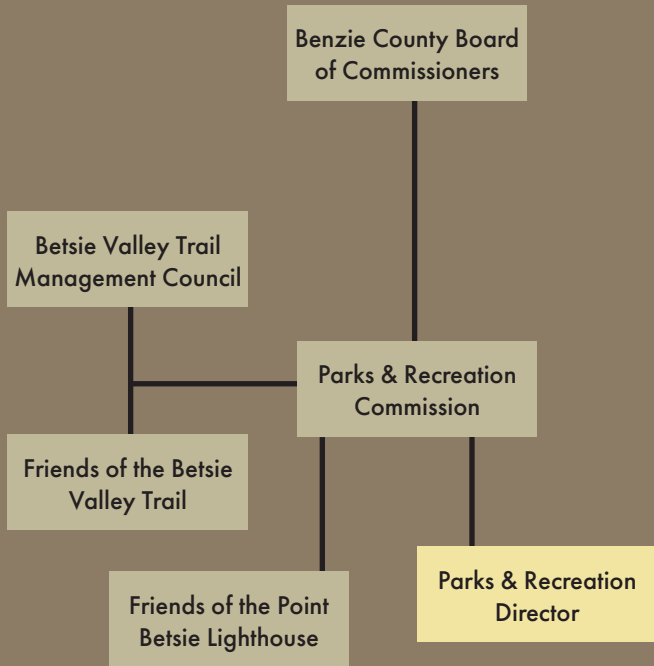 Benzie County Board
of Commissioners
Betsie Valley Trail
Management Council
Parks & Recreation
Commission
Friends of the Betsie
Valley Trail
Friends of the Point
Betsie Lighthouse
Parks & Recreation
Director